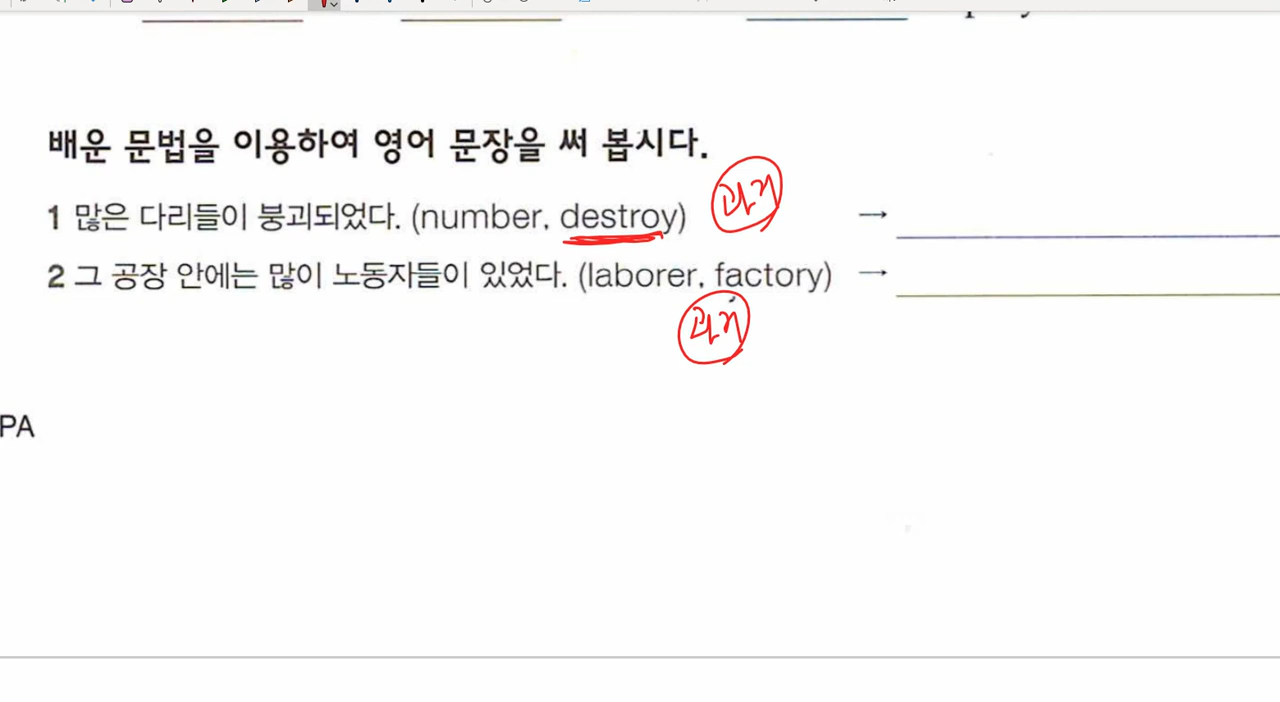 배운 문법을 이용하여 영어 문장을 써 봅시다.
과거
1 많은 다리들이 붕괴되었다. (number, destroy) →
2 그 공장 안에는 많이 노동자들이 있었다. (laborer, factory) →
과거
PA